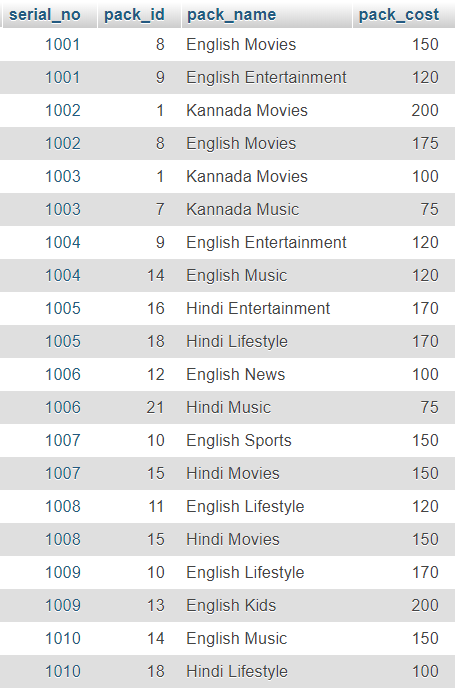 serial_no pack_id pack_name pack_cost
1001 8 English Movies 150
1001 9 English Entertainment 120
1002 1 Kannada Movies 200
1002 8 English Movies 175
1003 1 Kannada Movies 100
1003 7 Kannada Music 75
1004 9 English Entertainment 120
1004 14 English Music 120
1005 16 Hindi Entertainment 170
1005 18 Hindi Lifestyle 170
1006 12 English News 100
1006 21 Hindi Music 75
1007 10 English Sports 150
1007 15 Hindi Movies 150
1008 11 English Lifestyle 120
1008 15 Hindi Movies 150
1009 10 English Lifestyle 170
1009 13 English Kids 200
1010 14 English Music 150
1010 18 Hindi Lifestyle 100